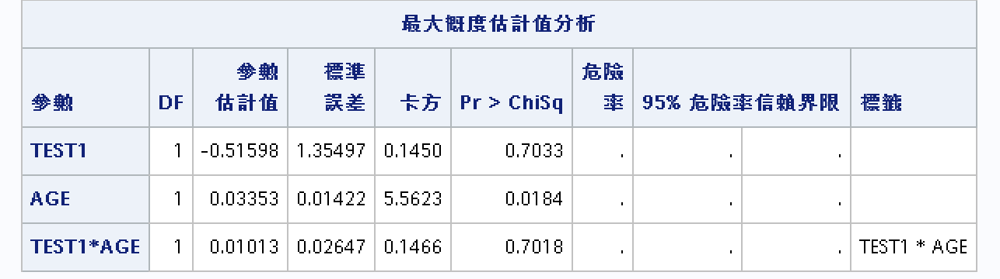 最大概度估計值分析
參數 DF 參數估計值 標準誤差 卡方 Pr > ChiSq 危險率 95% 危險率信賴界限 標籤
TEST1 1 -0.51598 1.35497 0.1450 0.7033 . . .
AGE 1 0.03353 0.01422 5.5623 0.0184 . . .
TEST1*AGE 1 0.01013 0.02647 0.1466 0.7018 . . . TEST1 * AGE